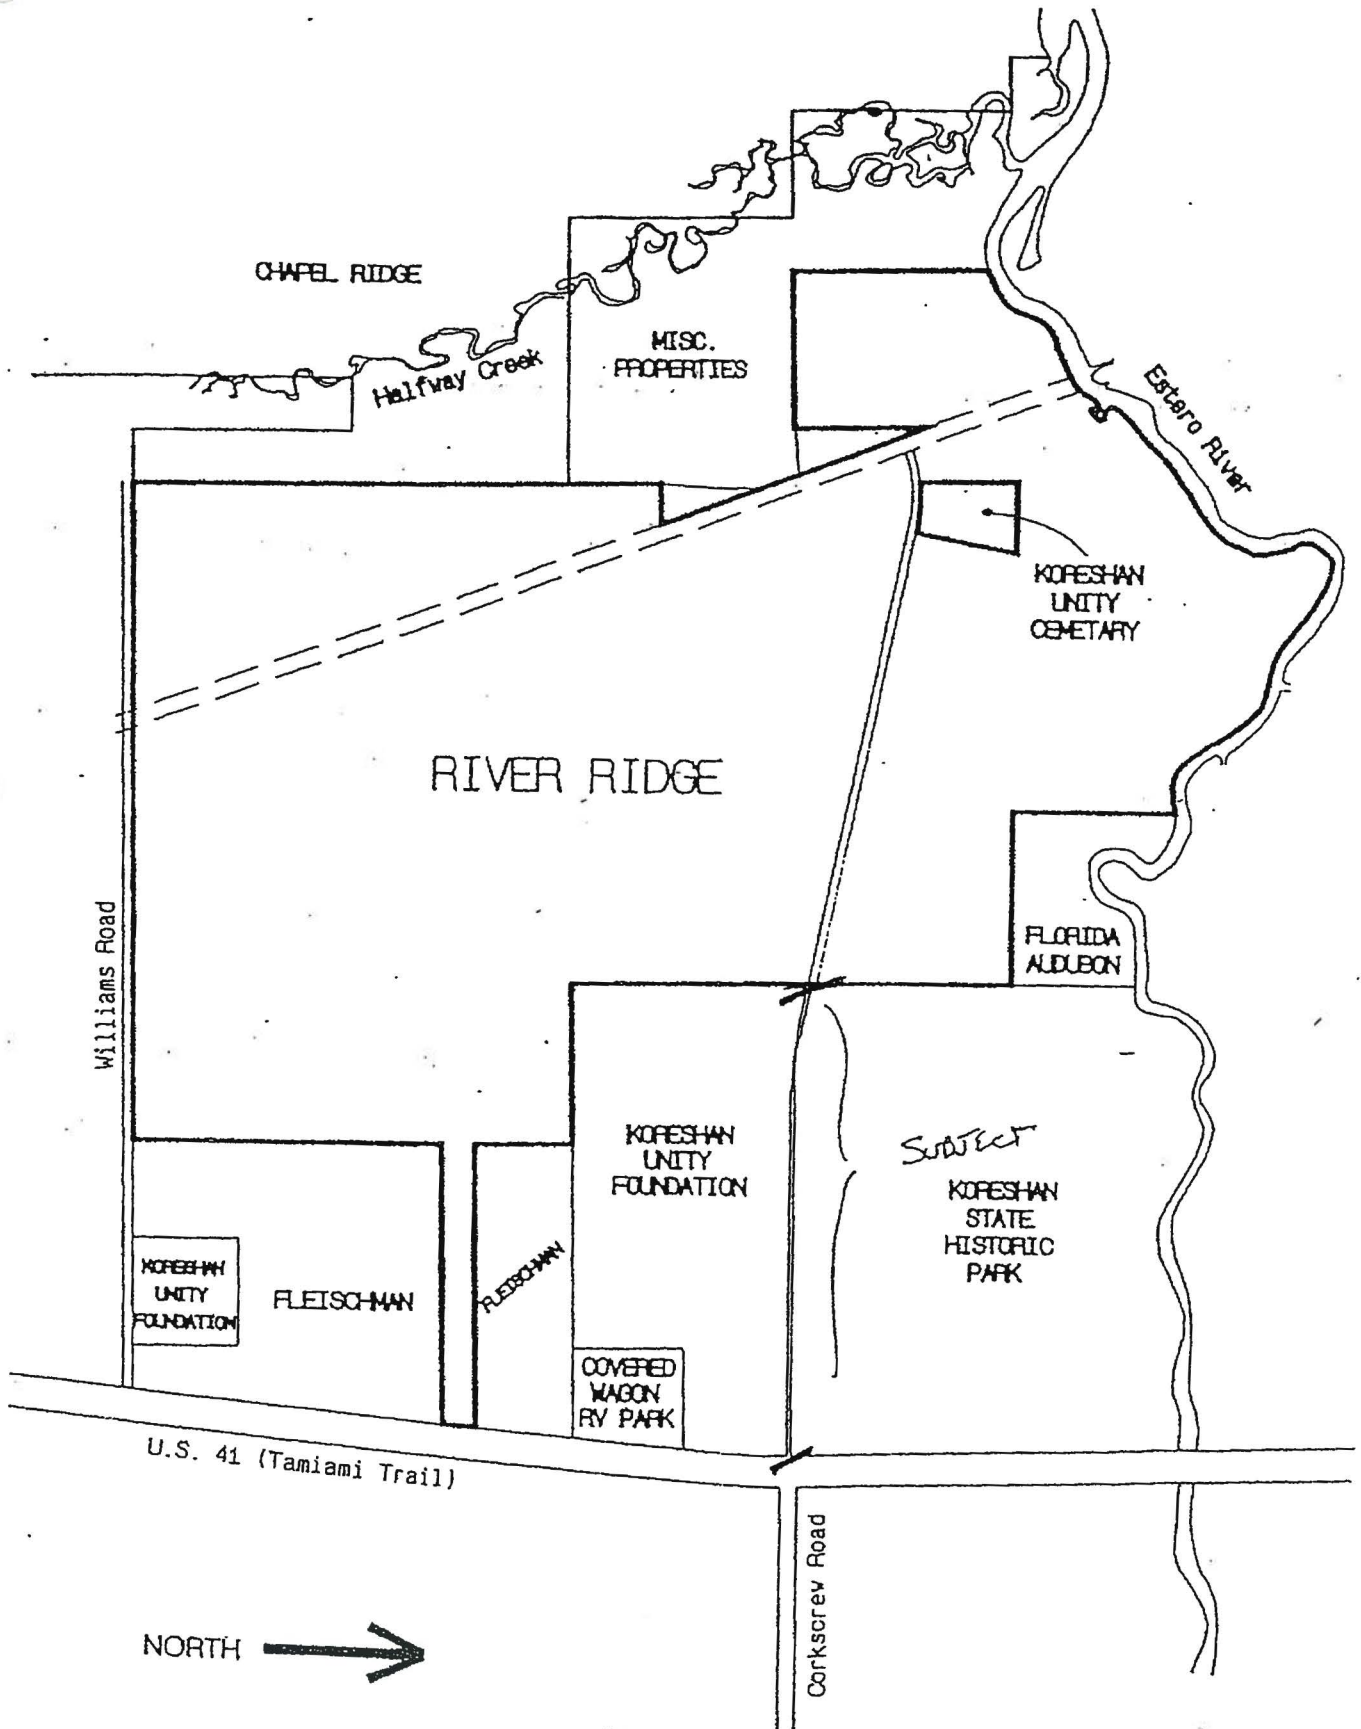 CHAPEL RIDGE
MISC.
PROPERTIES
Halfway Creek
Estero River
KORESHAN
UNITY
CEMETARY
RIVER RIDGE
Williams Road
FLORIDA
AUDUBON
KORESHAN
UNITY
FOUNDATION
SUBJECT
KORESHAN
STATE
HISTORIC
PARK
KORESHAN
UNITY
FOUNDATION
FLEISCHMAN
FLEISCHMAN
COVERED
WAGON
RV PARK
U.S. 41 (Tamiami Trail)
Corkscrew Road
NORTH